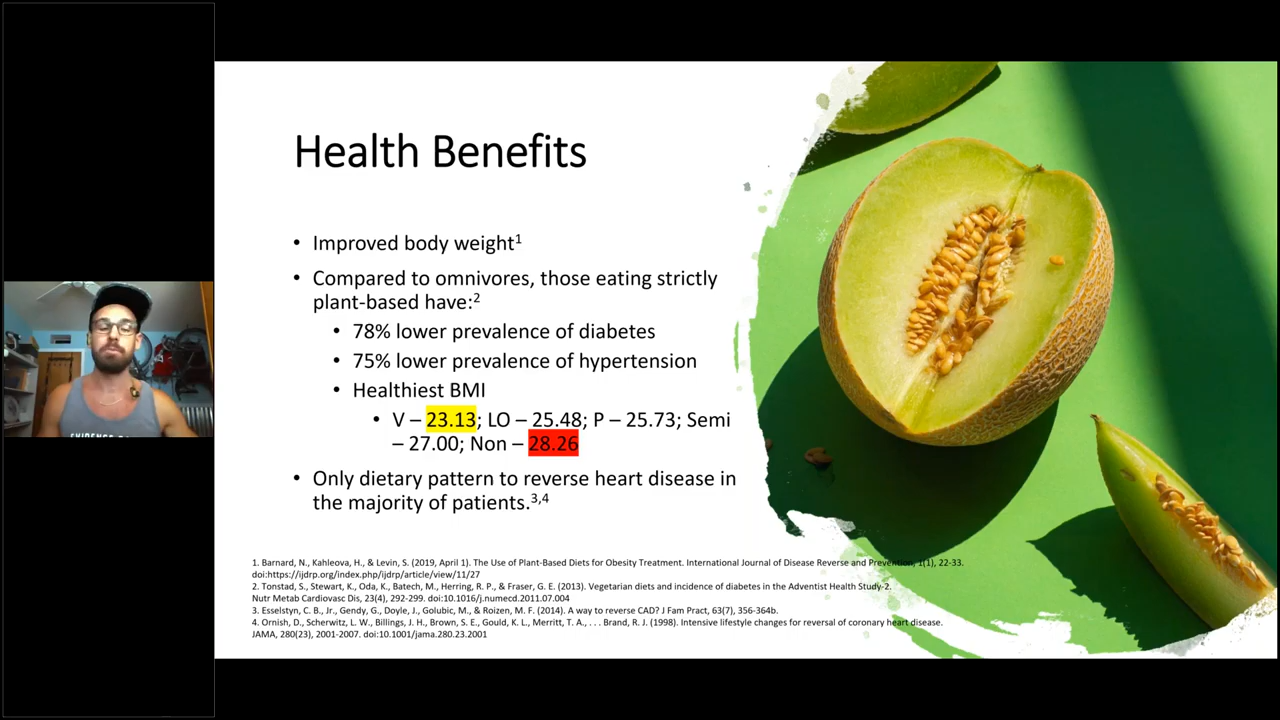 Health Benefits
• Improved body weight1
• Compared to omnivores, those eating strictly
plant-based have:2
• 78% lower prevalence of diabetes
• 75% lower prevalence of hypertension
• Healthiest BMI
• V – 23.13; LO – 25.48; P – 25.73; Semi
– 27.00; Non – 28.26
• Only dietary pattern to reverse heart disease in
the majority of patients.3,4
1. Barnard, N., Kahleova, H., & Levin, S. (2019, April 1). The Use of Plant-Based Diets for Obesity Treatment. International Journal of Disease Reverse and Prevention, 1(1), 22-33.
doi:https://ijdrp.org/index.php/ijdrp/article/view/11/27
2. Tonstad, S., Stewart, K., Oda, K., Batech, M., Herring, R. P., & Fraser, G. E. (2013). Vegetarian diets and incidence of diabetes in the Adventist Health Study-2.
Nutr Metab Cardiovasc Dis, 23(4), 292-299. doi:10.1016/j.numecd.2011.07.004
3. Esselstyn, C. B., Jr., Gendy, G., Doyle, J., Golubic, M., & Roizen, M. F. (2014). A way to reverse CAD? J Fam Pract, 63(7), 356-364b.
4. Ornish, D., Scherwitz, L. W., Billings, J. H., Brown, S. E., Gould, K. L., Merritt, T. A., . . . Brand, R. J. (1998). Intensive lifestyle changes for reversal of coronary heart disease.
JAMA, 280(23), 2001-2007. doi:10.1001/jama.280.23.2001